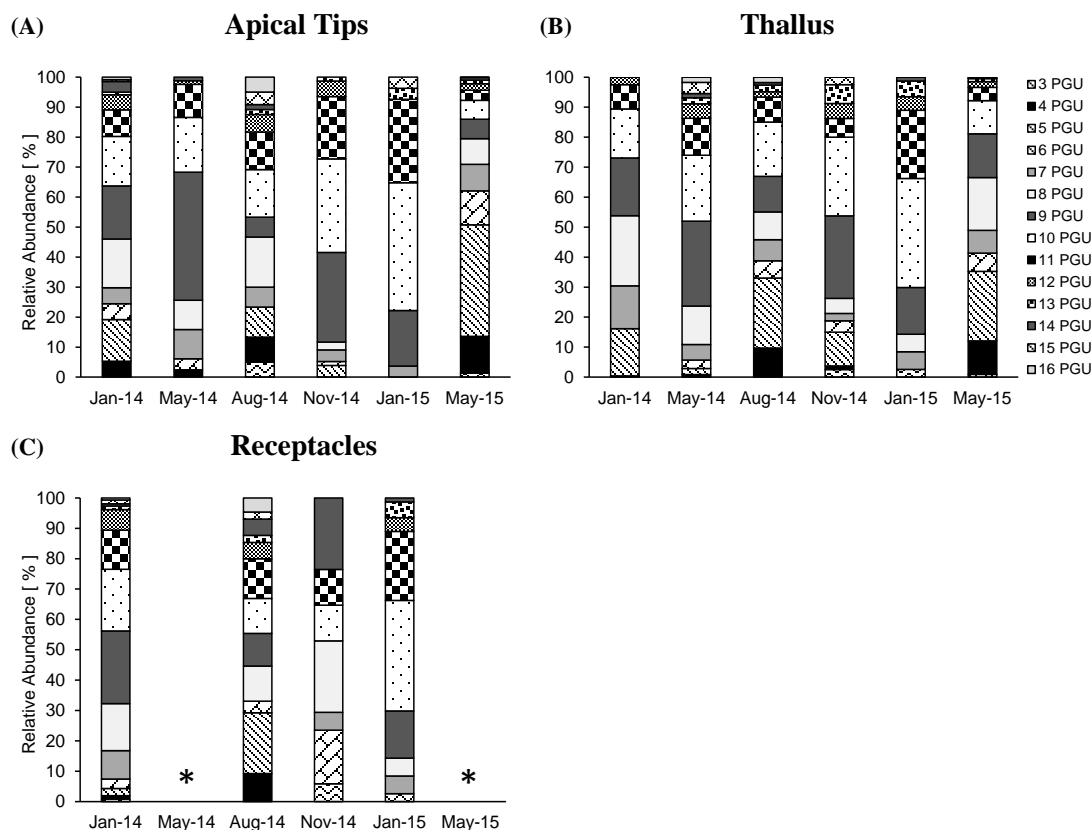 (A) Apical Tips
Relative Abundance [ % ]
100
90
80
70
60
50
40
30
20
10
0
Jan-14 May-14 Aug-14 Nov-14 Jan-15 May-15
(B) Thallus
100
90
80
70
60
50
40
30
20
10
0
Jan-14 May-14 Aug-14 Nov-14 Jan-15 May-15
3 PGU
4 PGU
5 PGU
6 PGU
7 PGU
8 PGU
9 PGU
10 PGU
11 PGU
12 PGU
13 PGU
14 PGU
15 PGU
16 PGU
(C) Receptacles
Relative Abundance [ % ]
100
90
80
70
60
50
40
30
20
10
0
* *
Jan-14 May-14 Aug-14 Nov-14 Jan-15 May-15